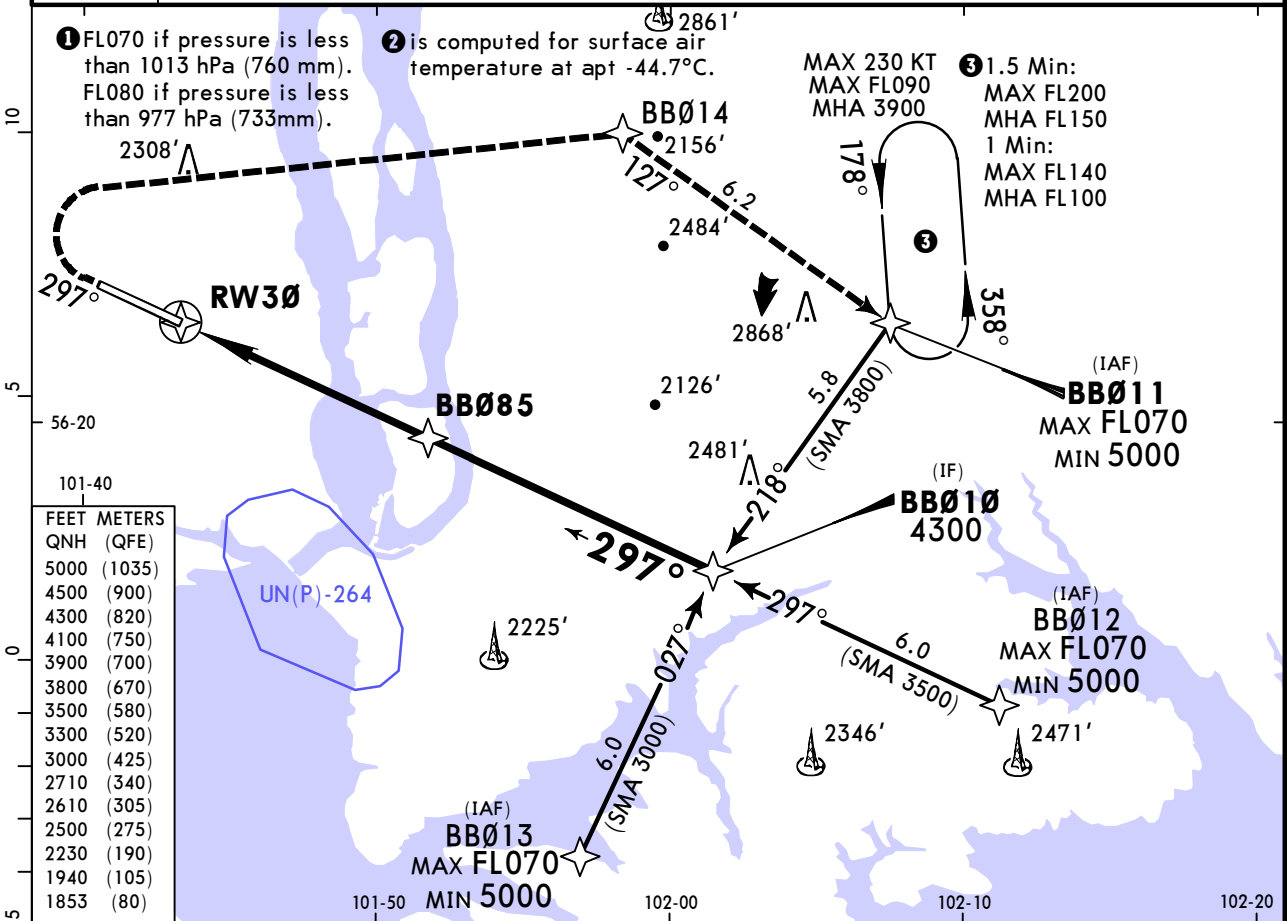 2861'
❶ FL070 if pressure is less
than 1013 hPa (760 mm).
FL080 if pressure is less
than 977 hPa (733mm).
❷ is computed for surface air
temperature at apt -44.7°C.
MAX 230 KT
MAX FL090
MHA 3900
❸ 1.5 Min:
MAX FL200
MHA FL150
1 Min:
MAX FL140
MHA FL100
10
2308'
BBØ14
2156'
127°
6.2
178°
❸
358°
2484'
297°
RW3Ø
2868'
(IAF)
BBØ11
MAX FL070
MIN 5000
5
56-20
2126'
BBØ85
5.8
(SMA 3800)
2481'
218°
(IF)
BBØ1Ø
4300
101-40
297°
297°
6.0
(SMA 3500)
(IAF)
BBØ12
MAX FL070
MIN 5000
UN(P)-264
2225'
0
027°
6.0
(SMA 3000)
2346'
2471'
(IAF)
BBØ13
MAX FL070
MIN 5000
FEET METERS
QNH (QFE)
5000 (1035)
4500 (900)
4300 (820)
4100 (750)
3900 (700)
3800 (670)
3500 (580)
3300 (520)
3000 (425)
2710 (340)
2610 (305)
2500 (275)
2230 (190)
1940 (105)
1853 (80)
5
101-50
102-00
102-10
102-20